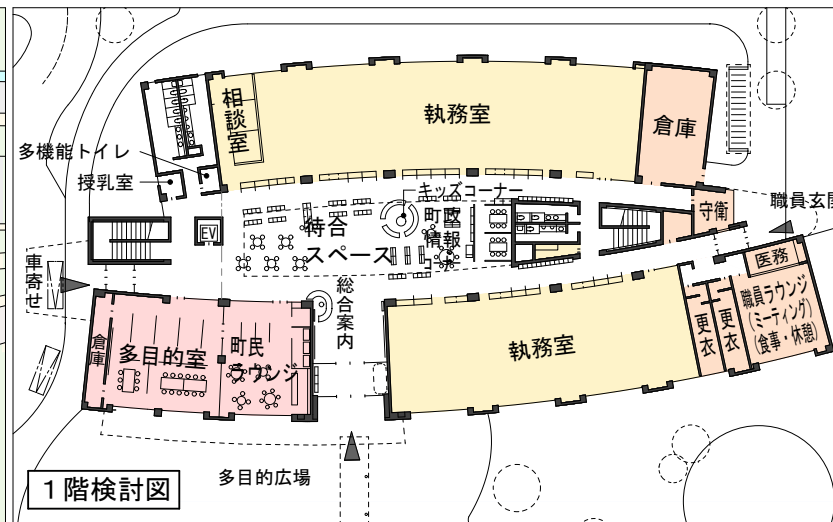 相談室
執務室
倉庫
多機能トイレ
授乳室
キッズコーナー
町政
情報
職員玄関
守衛
待合
スペース
EV
車寄せ
総合案内
医務
職員ラウンジ
(ミーティング)
(食事・休憩)
更衣
更衣
執務室
倉庫
多目的室
町民
ラウンジ
多目的広場
1階検討図